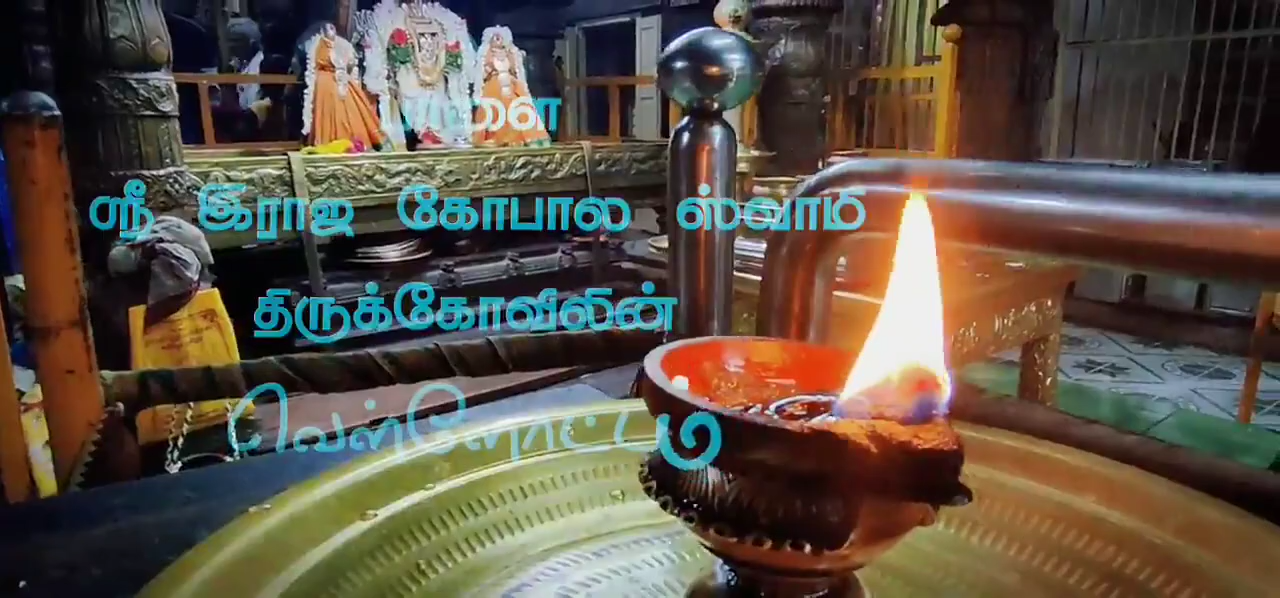 ஸ்ரீ இராஜ கோபால ஸ்வாமி
திருக்கோவிலின்
வெள்ளோட்டம்